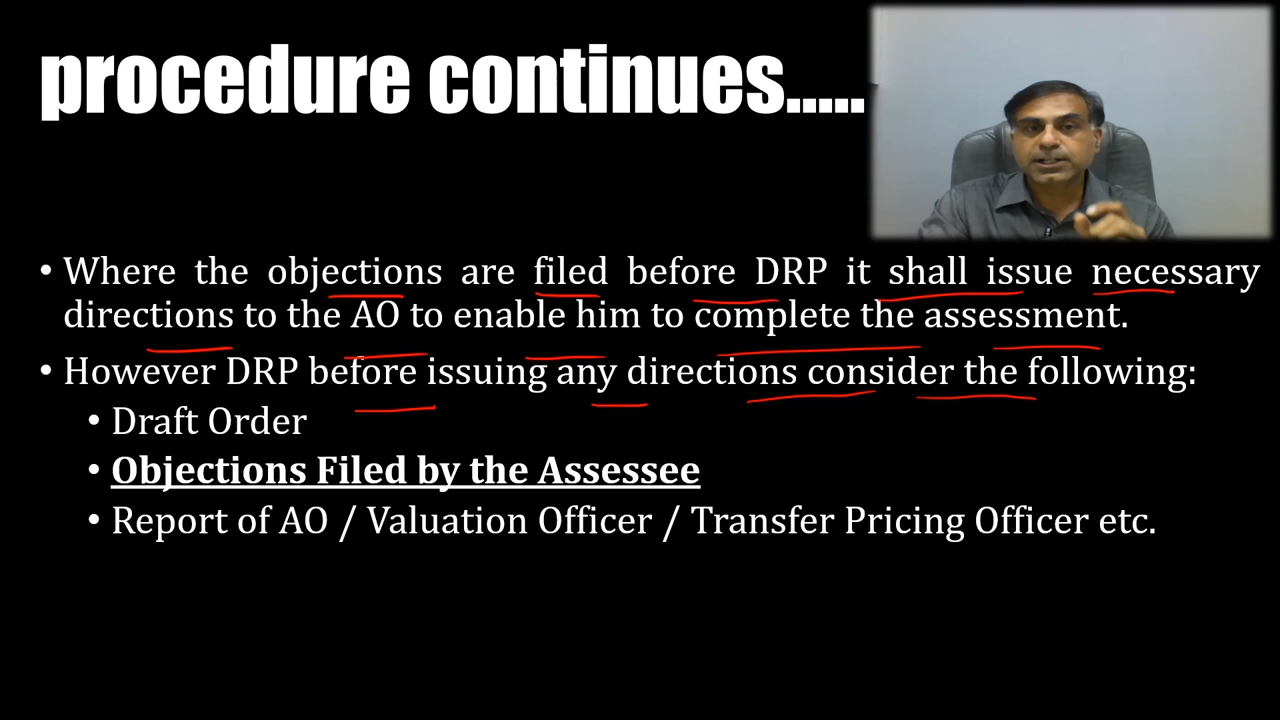 procedure continues.....
• Where the objections are filed before DRP it shall issue necessary
directions to the AO to enable him to complete the assessment.
• However DRP before issuing any directions consider the following:
• Draft Order
• Objections Filed by the Assessee
• Report of AO / Valuation Officer / Transfer Pricing Officer etc.